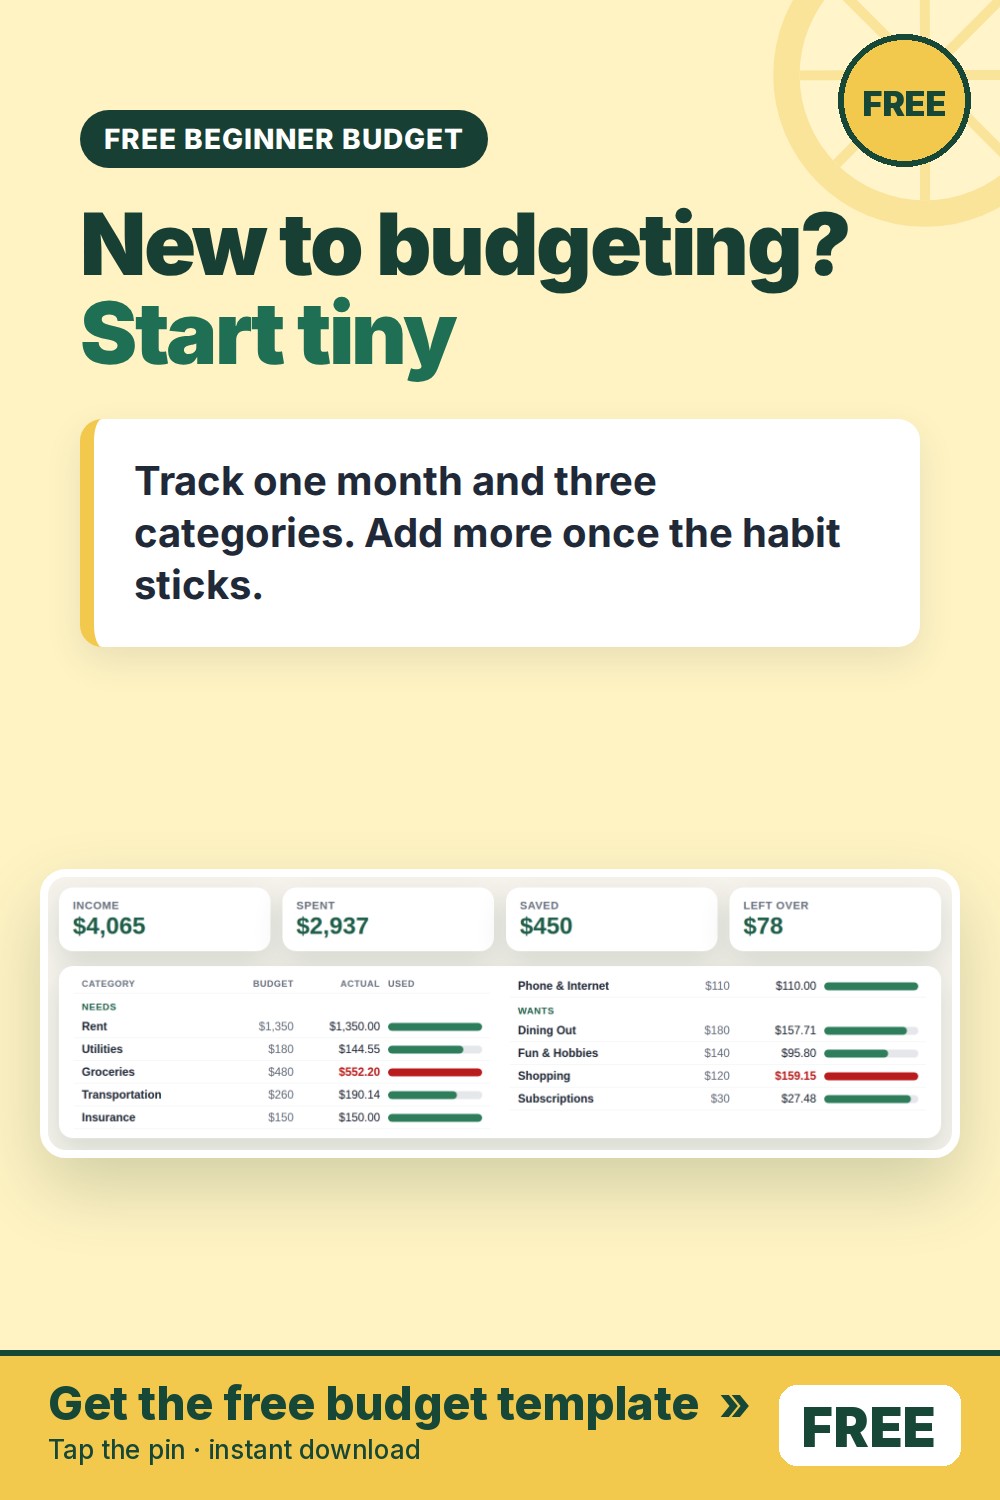 FREE
FREE BEGINNER BUDGET
New to budgeting?
Start tiny
Track one month and three
categories. Add more once the habit
sticks.
INCOME
$4,065
SPENT
$2,937
SAVED
$450
LEFT OVER
$78
CATEGORY BUDGET ACTUAL USED
NEEDS
Rent $1,350 $1,350.00
Utilities $180 $144.55
Groceries $480 $552.20
Transportation $260 $190.14
Insurance $150 $150.00
Phone & Internet $110 $110.00
WANTS
Dining Out $180 $157.71
Fun & Hobbies $140 $95.80
Shopping $120 $159.15
Subscriptions $30 $27.48
Get the free budget template »
Tap the pin · instant download
FREE